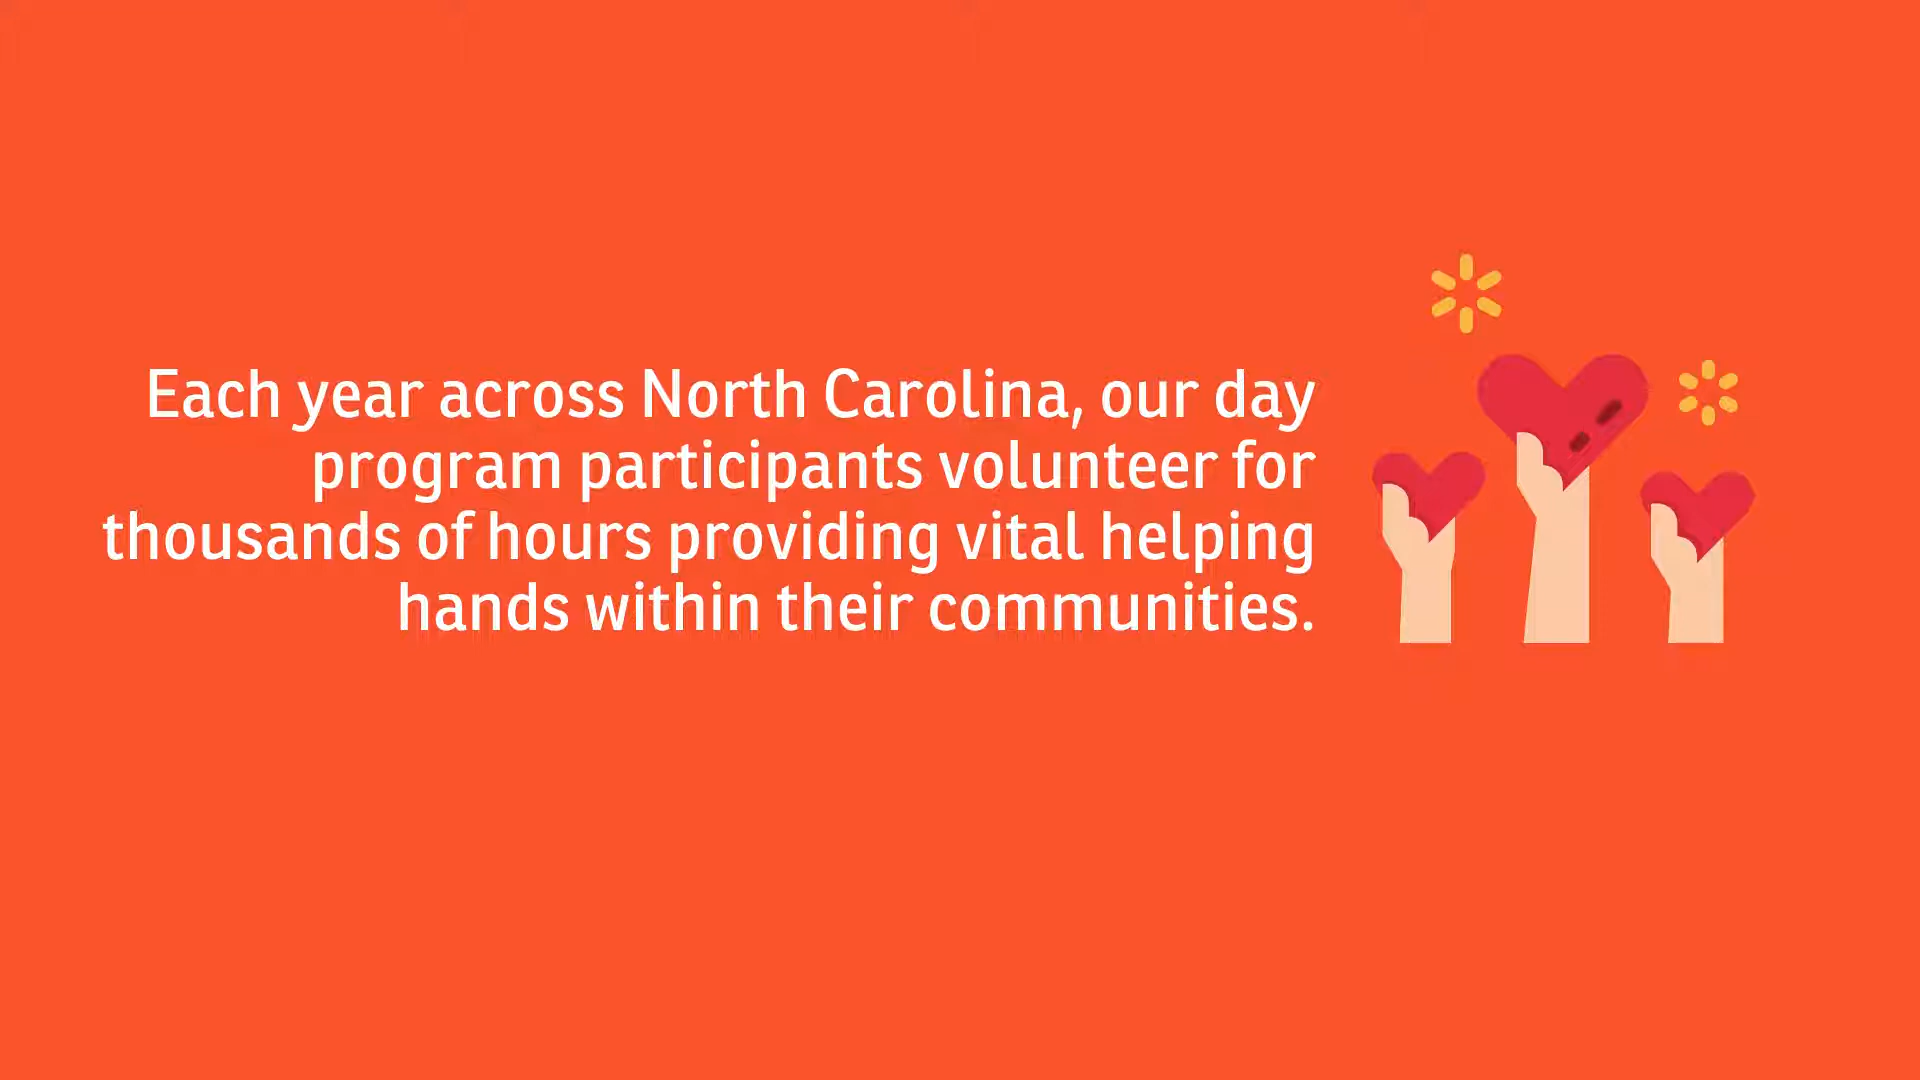 Each year across North Carolina, our day
program participants volunteer for
thousands of hours providing vital helping
hands within their communities.